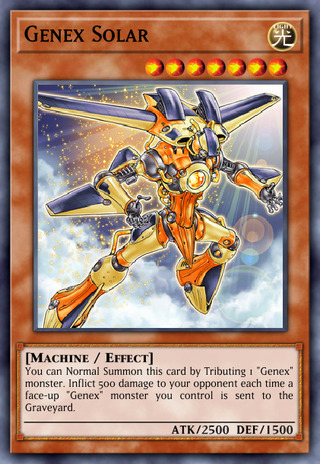 Genex Solar
LIGHT
光
[Machine / Effect]
You can Normal Summon this card by Tributing 1 "Genex"
monster. Inflict 500 damage to your opponent each time a
face-up "Genex" monster you control is sent to the
Graveyard.
ATK/2500 DEF/1500